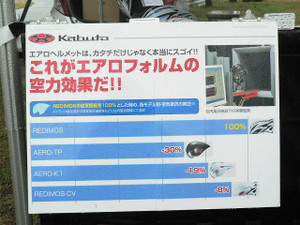 Kabuto
エアロヘルメットは、カタチだけじゃなく本当にスゴイ!!
これがエアロフォルムの
空力効果だ!!
REDIMOS
100%
AERO-TP
-30%
AERO-K1
-19%
REDIMOS-CV
-8%